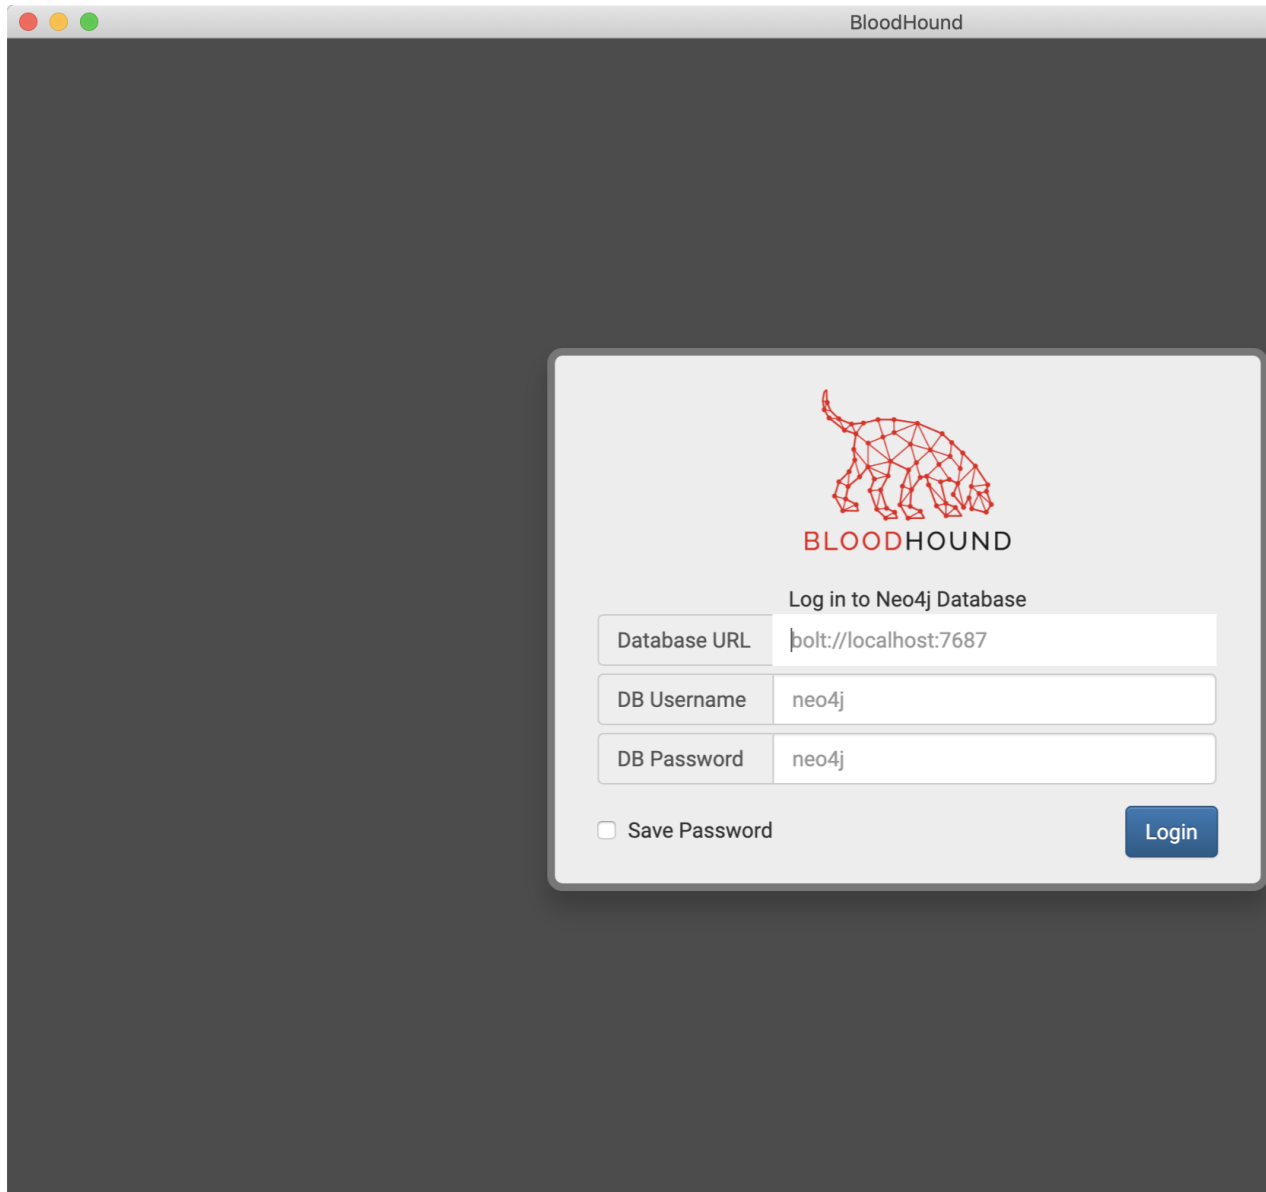 BloodHound
BLOODHOUND
Log in to Neo4j Database
Database URL bolt://localhost:7687
DB Username neo4j
DB Password neo4j
Save Password Login